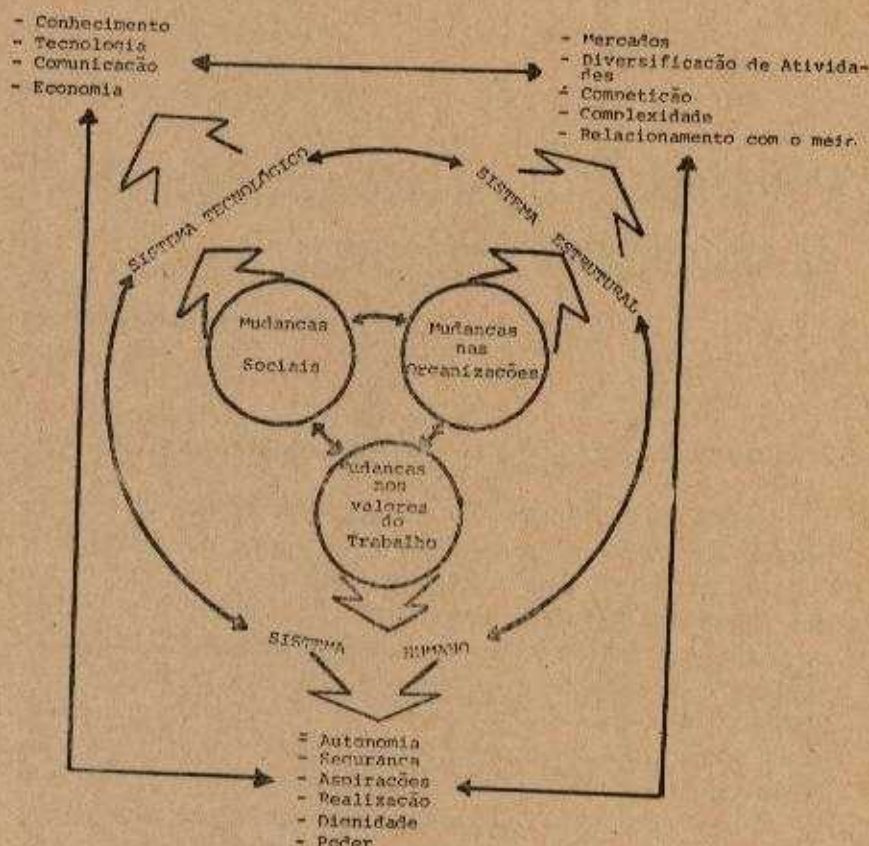 - Conhecimento
- Tecnologia
- Comunicação
- Economia
- Mercados
- Diversificação de Ativida-
des
- Competição
- Complexidade
- Relacionamento com o meio.
SISTEMA TECNOLÓGICO
SISTEMA ESTRUTURAL
Mudanças
Sociais
Mudanças
nas
Organizações
Mudanças
nos
valores
do
Trabalho
SISTEMA HUMANO
- Autonomia
- Segurança
- Aspirações
- Realização
- Dignidade
- Poder